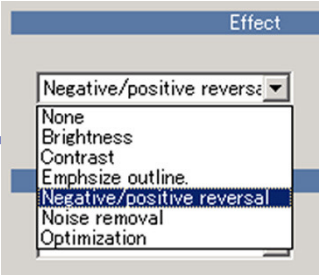 Effect
Negative/positive reversa
None
Brightness
Contrast
Emphsize outline.
Negative/positive reversal
Noise removal
Optimization